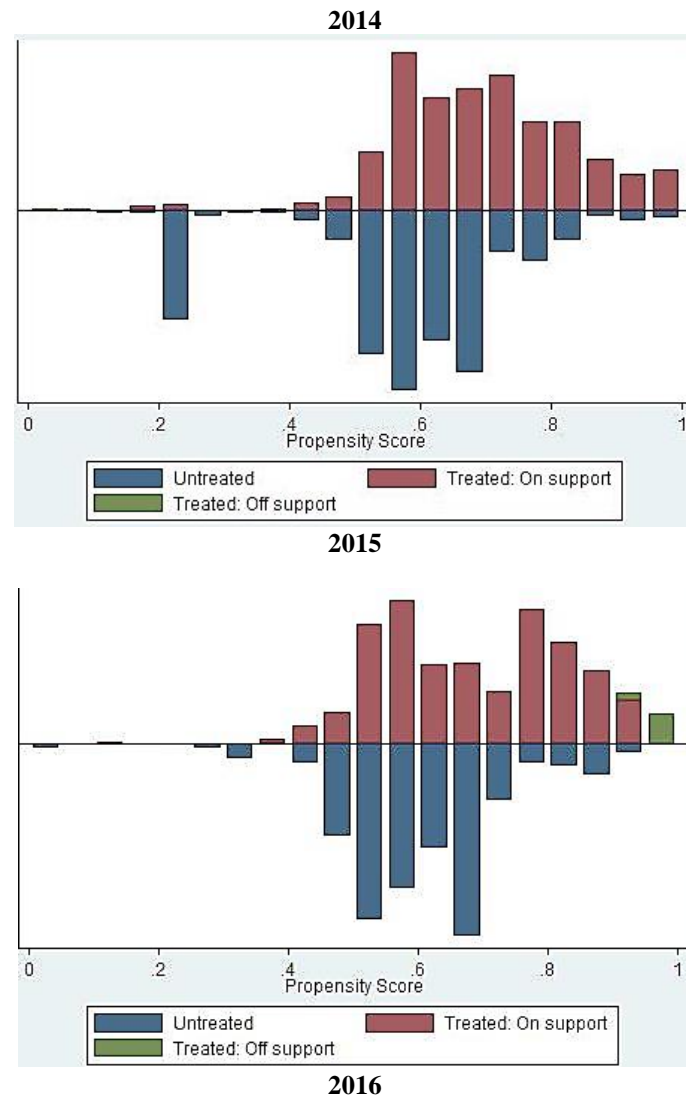 2014
0 .2 .4 .6 .8 1
Propensity Score
Untreated Treated: On support
Treated: Off support
2015
0 .2 .4 .6 .8 1
Propensity Score
Untreated Treated: On support
Treated: Off support
2016